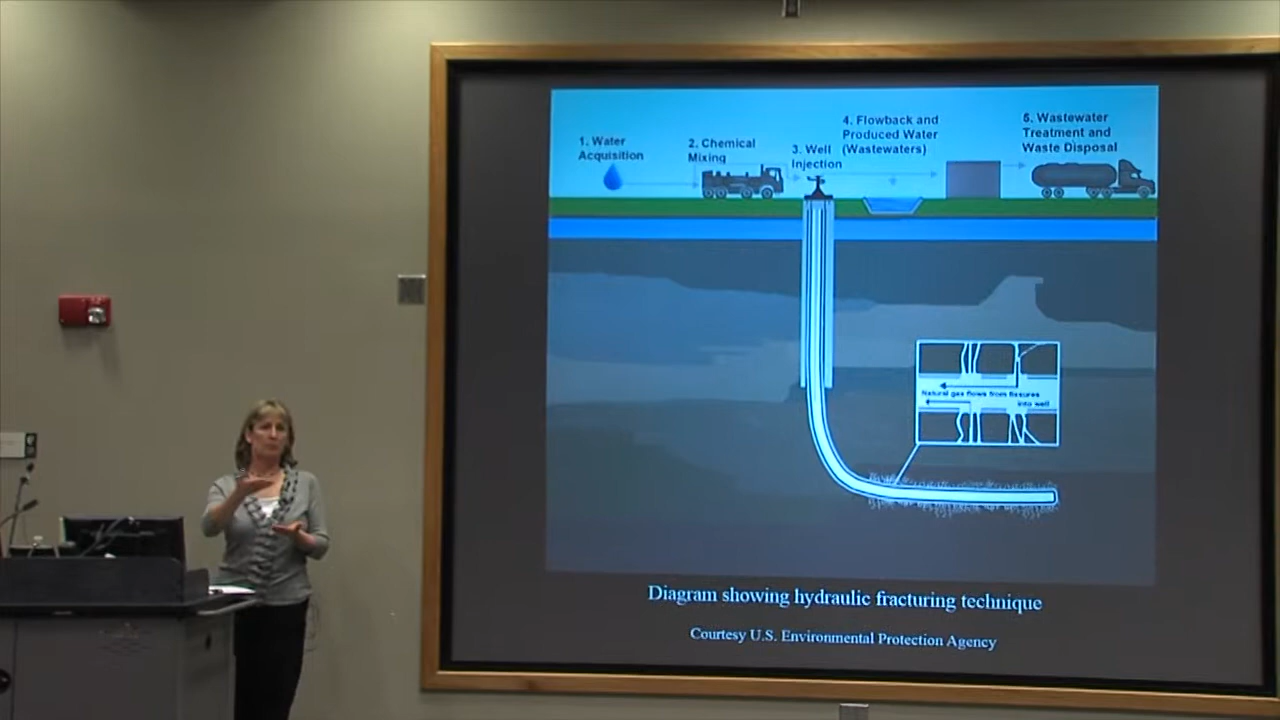 1. Water
Acquisition
2. Chemical
Mixing
3. Well
Injection
4. Flowback and
Produced Water
(Wastewaters)
5. Wastewater
Treatment and
Waste Disposal
Natural gas flows from fissures
into well
Diagram showing hydraulic fracturing technique
Courtesy U.S. Environmental Protection Agency